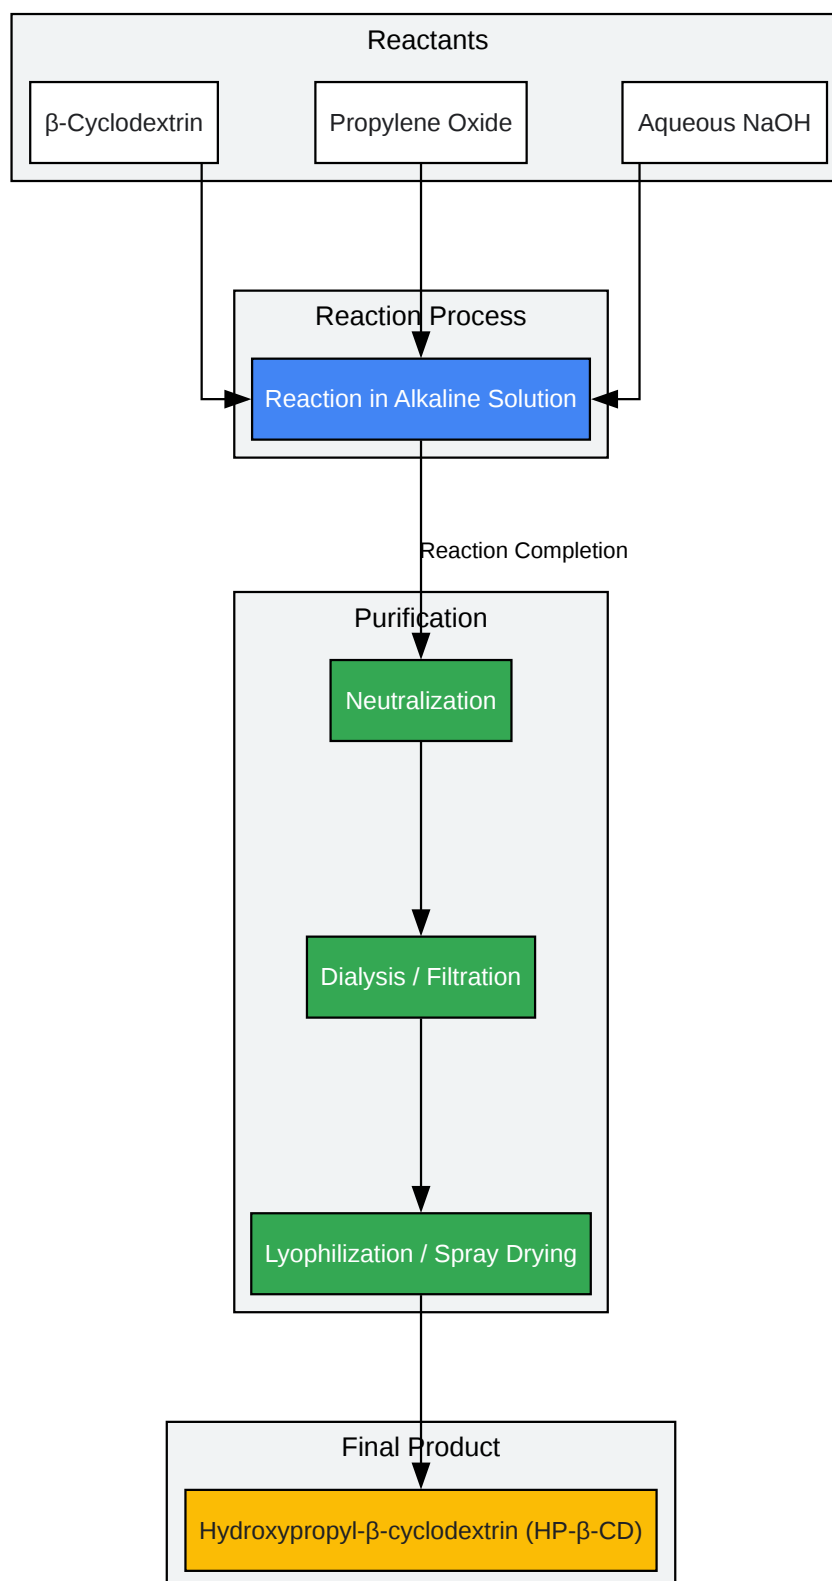 Reactants
β-Cyclodextrin
Propylene Oxide
Aqueous NaOH
Reaction Process
Reaction in Alkaline Solution
Reaction Completion
Purification
Neutralization
Dialysis / Filtration
Lyophilization / Spray Drying
Final Product
Hydroxypropyl-β-cyclodextrin (HP-β-CD)